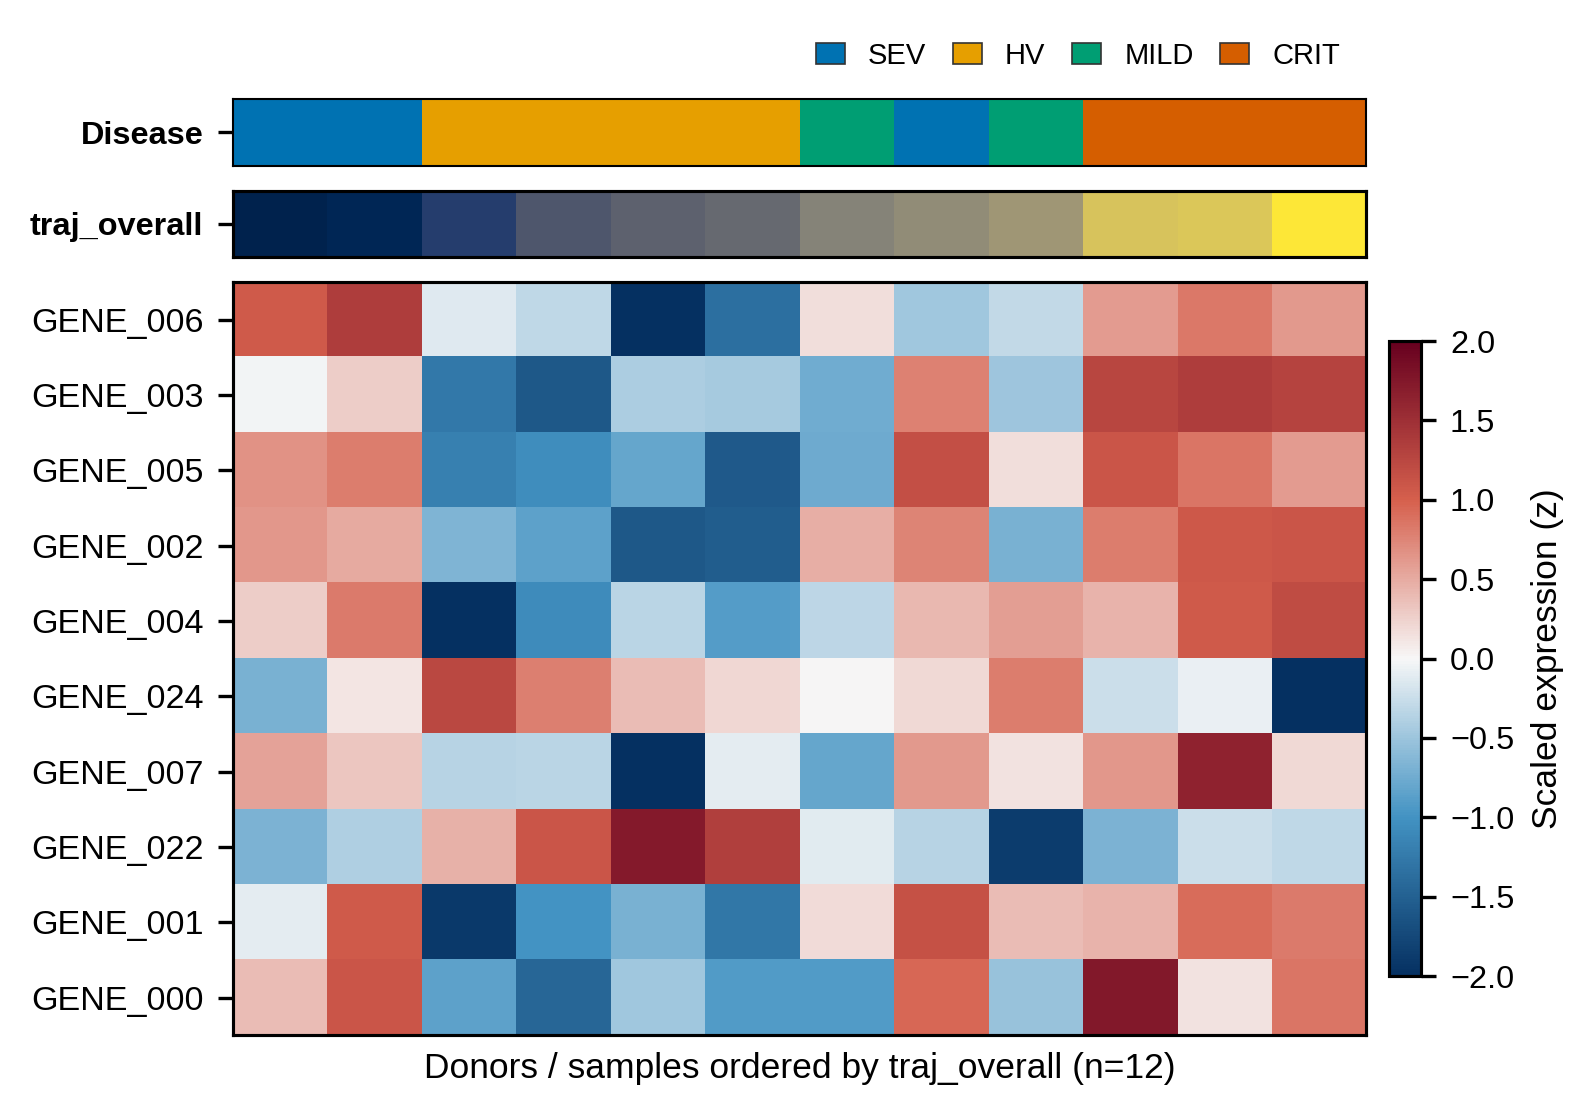 SEV HV MILD CRIT
Disease
traj_overall
GENE_006
GENE_003
GENE_005
GENE_002
GENE_004
GENE_024
GENE_007
GENE_022
GENE_001
GENE_000
2.0
1.5
1.0
0.5
0.0
−0.5
−1.0
−1.5
−2.0
Scaled expression (z)
Donors / samples ordered by traj_overall (n=12)